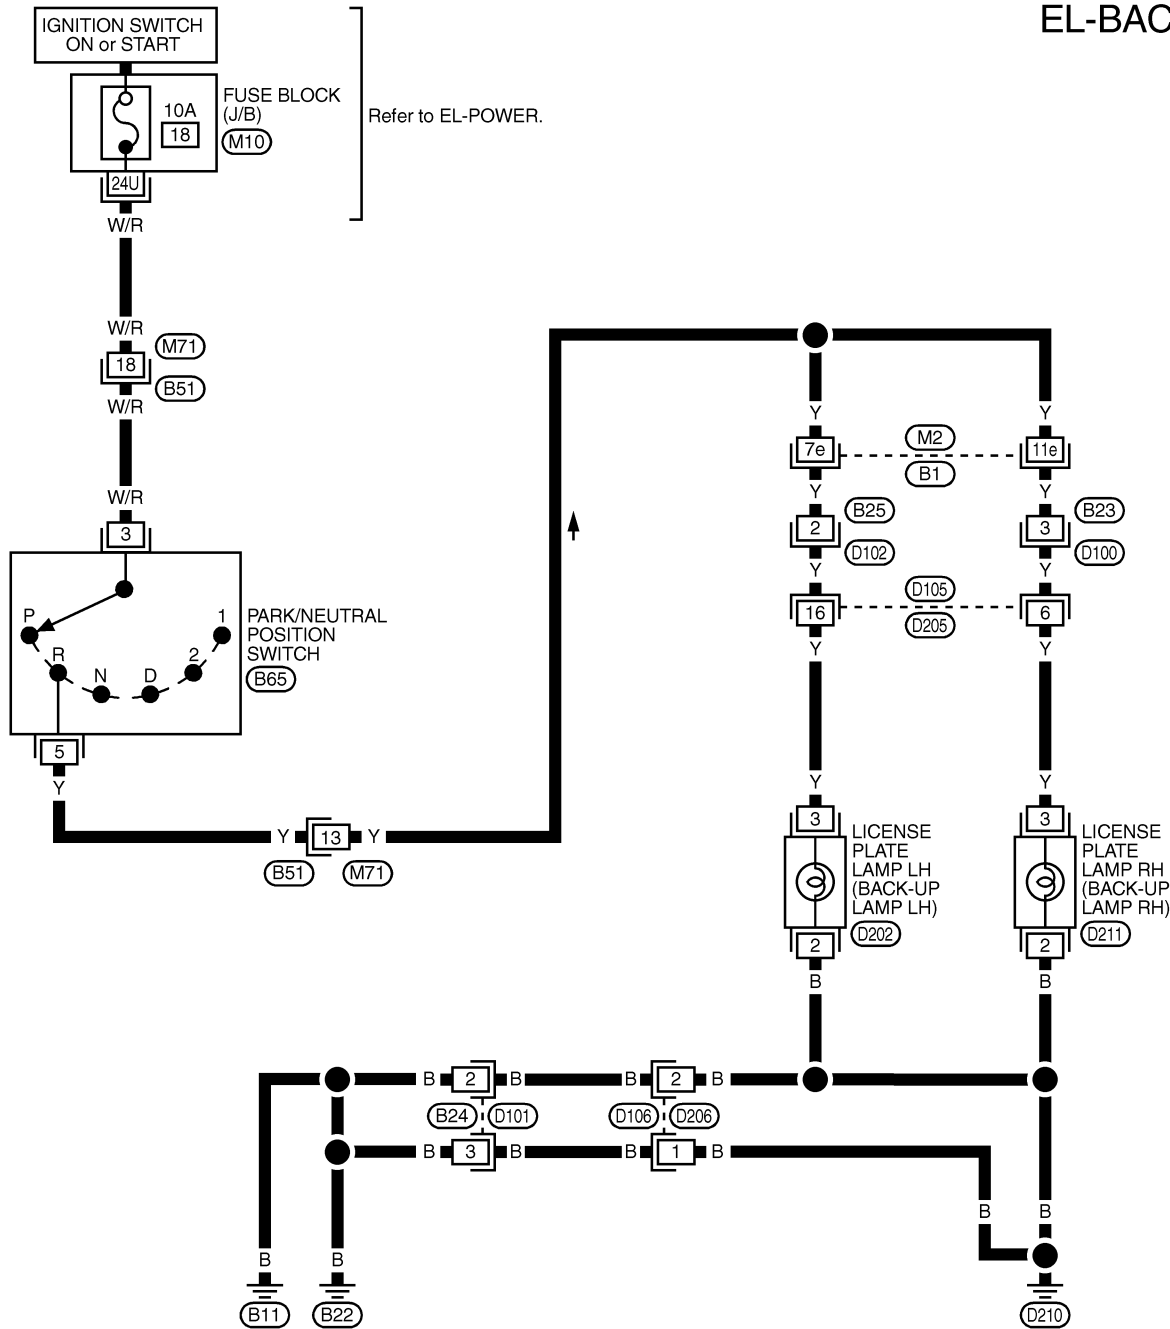 EL-BAC
IGNITION SWITCH
ON or START
FUSE BLOCK
(J/B)
10A
18
M10
Refer to EL-POWER.
24U
W/R
W/R
M71
18
B51
W/R
W/R
3
P
R
N
D
2
1
PARK/NEUTRAL
POSITION
SWITCH
B65
5
Y
Y
13
Y
B51
M71
Y
Y
7e
M2
B1
11e
Y
Y
2
B25
D102
3
B23
D100
Y
Y
16
D105
D205
6
Y
Y
Y
Y
3
LICENSE
PLATE
LAMP LH
(BACK-UP
LAMP LH)
D202
2
3
LICENSE
PLATE
LAMP RH
(BACK-UP
LAMP RH)
D211
2
B
B
B
2
B
B
2
B
B24
D101
D106
D206
B
3
B
B
1
B
B
B
B
B
B11
B22
D210